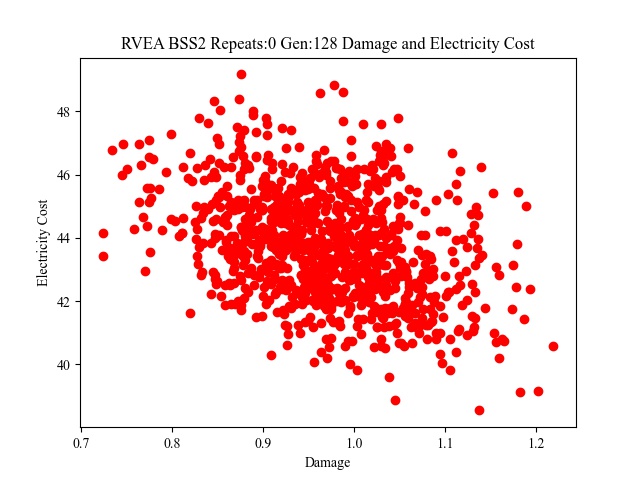 RVEA BSS2 Repeats:0 Gen:128 Damage and Electricity Cost
Electricity Cost
48
46
44
42
40
0.7 0.8 0.9 1.0 1.1 1.2
Damage